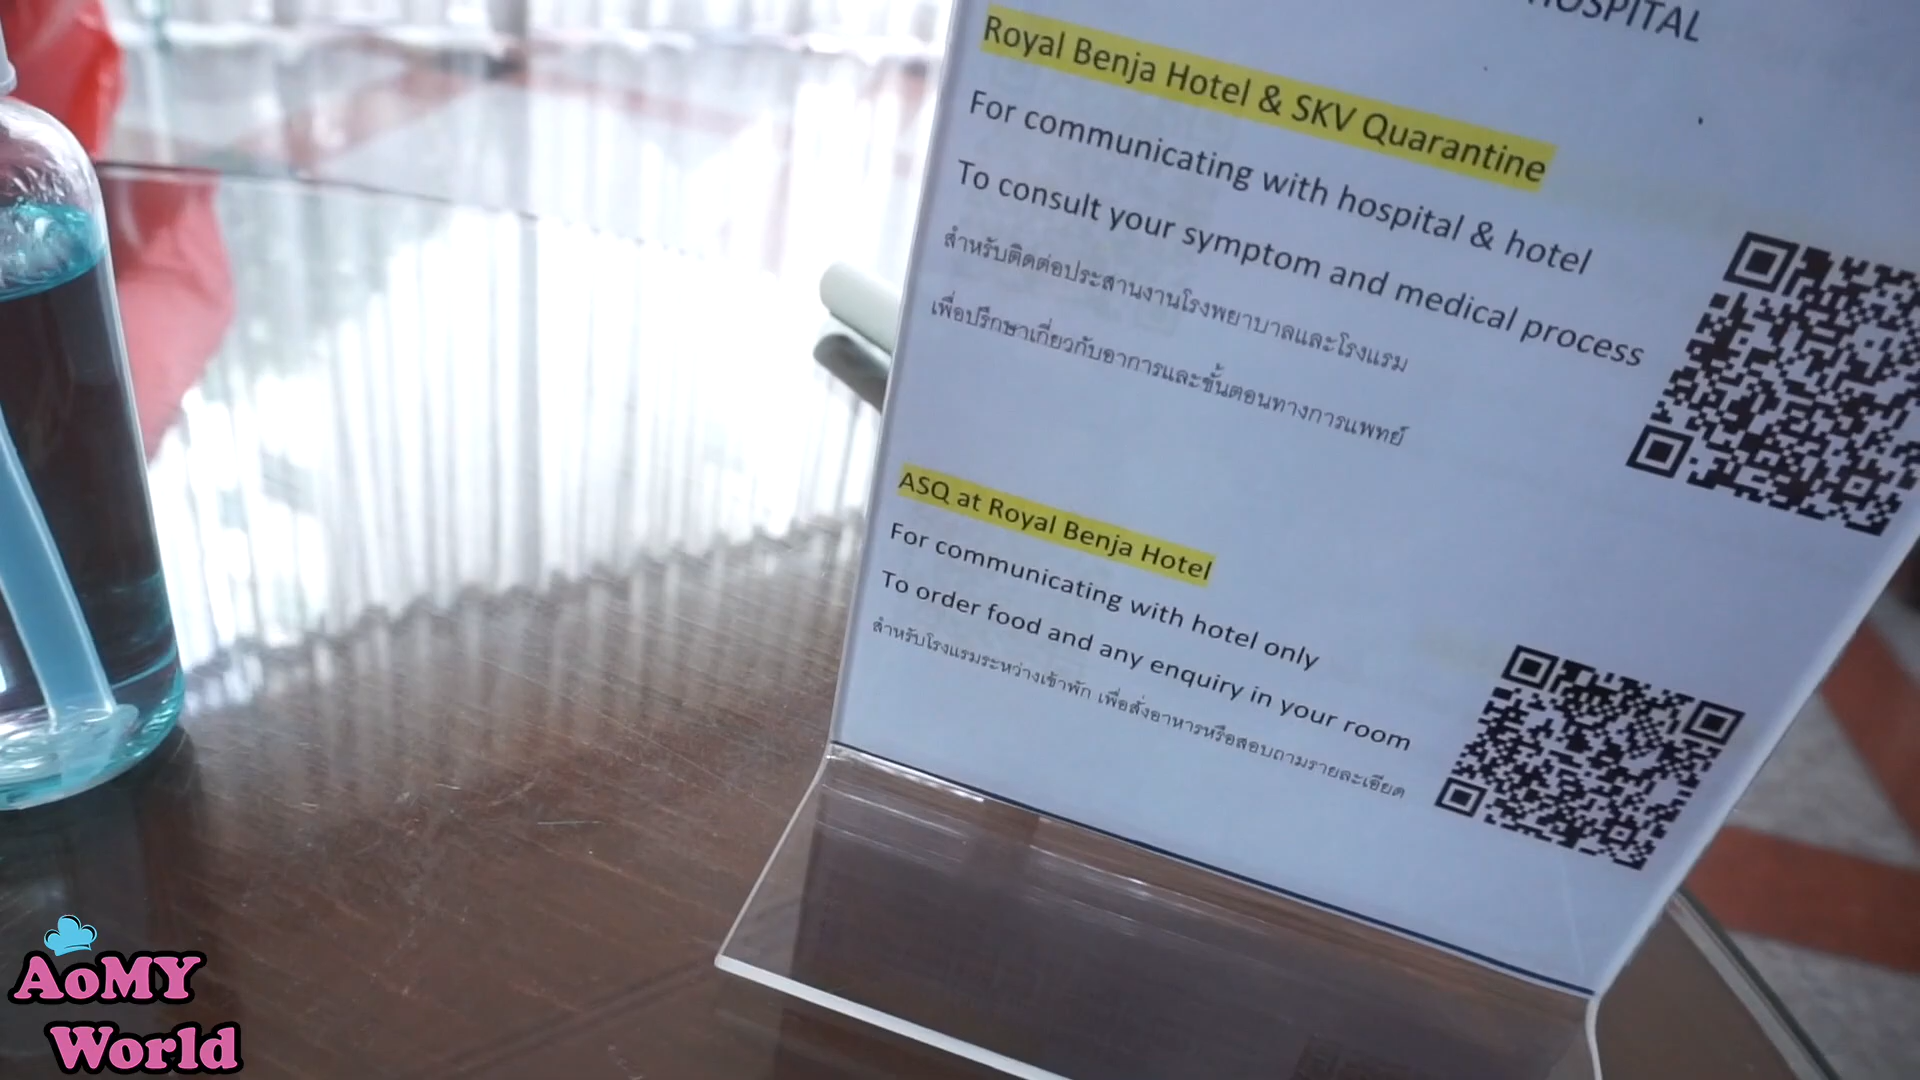 HOSPITAL
Royal Benja Hotel & SKV Quarantine
For communicating with hospital & hotel
To consult your symptom and medical process
สำหรับติดต่อประสานงานโรงพยาบาลและโรงแรม
เพื่อปรึกษาเกี่ยวกับอาการและขั้นตอนทางการแพทย์
ASQ at Royal Benja Hotel
For communicating with hotel only
To order food and any enquiry in your room
สำหรับโรงแรมระหว่างเข้าพัก เพื่อสั่งอาหารหรือสอบถามรายละเอียด
AoMY
World